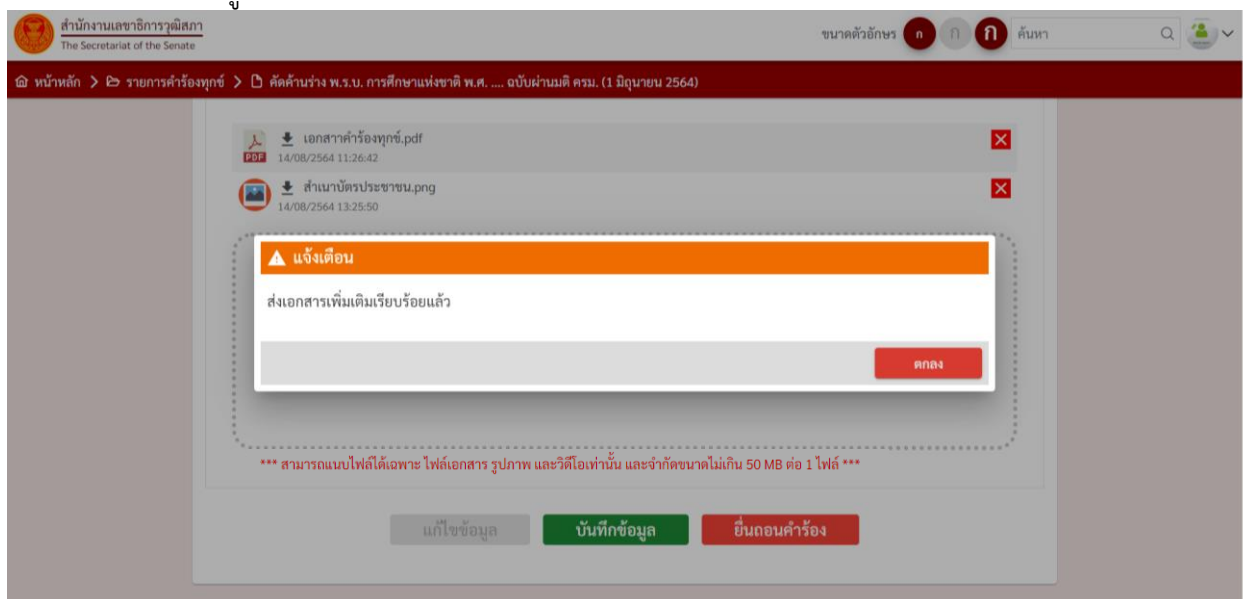 สำนักงานเลขาธิการวุฒิสภา
The Secretariat of the Senate
ขนาดตัวอักษร ก ก ก ค้นหา
หน้าหลัก > รายการคำร้องทุกข์ > คัดค้านร่าง พ.ร.บ. การศึกษาแห่งชาติ พ.ศ. .... ฉบับผ่านมติ ครม. (1 มิถุนายน 2564)
เอกสาาคำร้องทุกข์.pdf
PDF 14/08/2564 11:26:42
สำเนาบัตรประชาชน.png
14/08/2564 13:25:50
แจ้งเตือน
ส่งเอกสารเพิ่มเติมเรียบร้อยแล้ว
ตกลง
*** สามารถแนบไฟล์ได้เฉพาะ ไฟล์เอกสาร รูปภาพ และวิดีโอเท่านั้น และจำกัดขนาดไม่เกิน 50 MB ต่อ 1 ไฟล์ ***
แก้ไขข้อมูล บันทึกข้อมูล ยื่นถอนคำร้อง